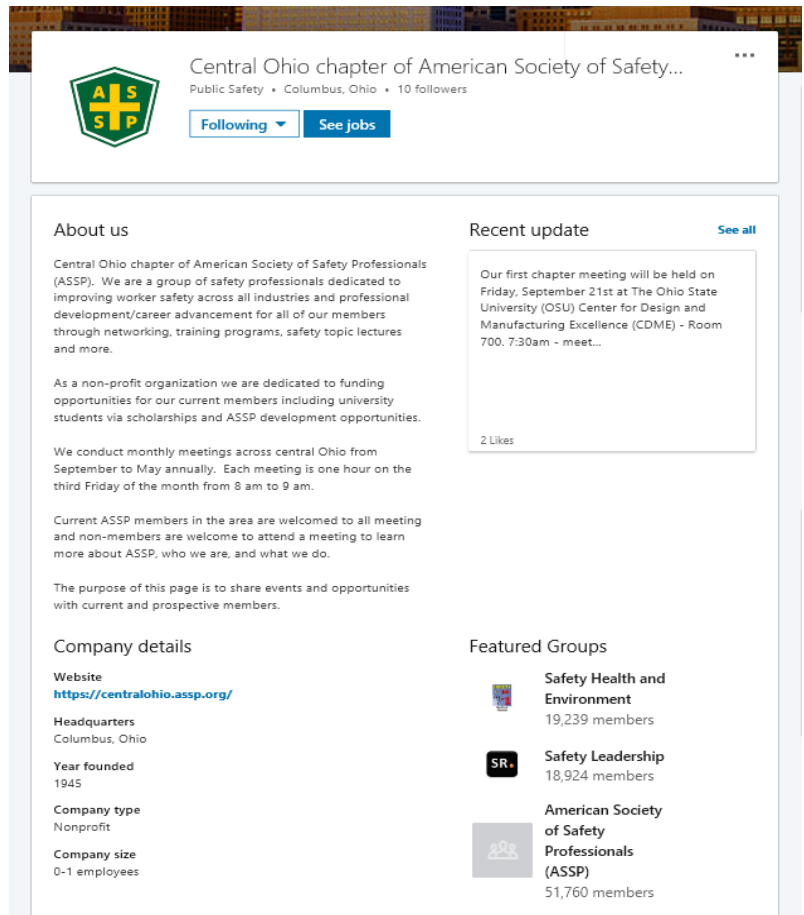 A S
S P
Central Ohio chapter of American Society of Safety...
Public Safety • Columbus, Ohio • 10 followers
Following
See jobs
About us
Central Ohio chapter of American Society of Safety Professionals
(ASSP).  We are a group of safety professionals dedicated to
improving worker safety across all industries and professional
development/career advancement for all of our members
through networking, training programs, safety topic lectures
and more.
As a non-profit organization we are dedicated to funding
opportunities for our current members including university
students via scholarships and ASSP development opportunities.
We conduct monthly meetings across central Ohio from
September to May annually.  Each meeting is one hour on the
third Friday of the month from 8 am to 9 am.
Current ASSP members in the area are welcomed to all meeting
and non-members are welcome to attend a meeting to learn
more about ASSP, who we are, and what we do.
The purpose of this page is to share events and opportunities
with current and prospective members.
Recent update
See all
Our first chapter meeting will be held on
Friday, September 21st at The Ohio State
University (OSU) Center for Design and
Manufacturing Excellence (CDME) - Room
700. 7:30am - meet...
2 Likes
Company details
Website
https://centralohio.assp.org/
Headquarters
Columbus, Ohio
Year founded
1945
Company type
Nonprofit
Company size
0-1 employees
Featured Groups
Safety Health and
Environment
19,239 members
SR.
Safety Leadership
18,924 members
American Society
of Safety
Professionals
(ASSP)
51,760 members